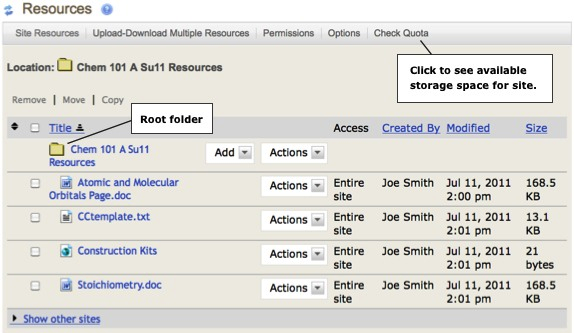 Resources
Site Resources | Upload-Download Multiple Resources | Permissions | Options | Check Quota
Location: Chem 101 A Su11 Resources
Click to see available
storage space for site.
Remove | Move | Copy
Root folder
Title Access Created By Modified Size
Chem 101 A Su11
Resources
Add Actions
Atomic and Molecular
Orbitals Page.doc
Actions Entire
site
Joe Smith Jul 11, 2011
2:00 pm
168.5
KB
CCtemplate.txt Actions Entire
site
Joe Smith Jul 11, 2011
2:01 pm
13.1
KB
Construction Kits Actions Entire
site
Joe Smith Jul 11, 2011
2:01 pm
21
bytes
Stoichiometry.doc Actions Entire
site
Joe Smith Jul 11, 2011
2:01 pm
168.5
KB
Show other sites